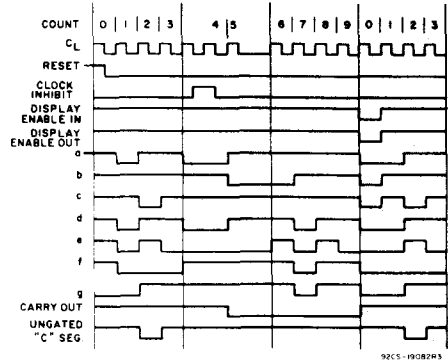 COUNT 0 1 2 3 4 5 6 7 8 9 0 1 2 3
CL
RESET
CLOCK
INHIBIT
DISPLAY
ENABLE IN
DISPLAY
ENABLE OUT
a
b
c
d
e
f
g
CARRY OUT
UNGATED
"C" SEG.
92CS-19082R3